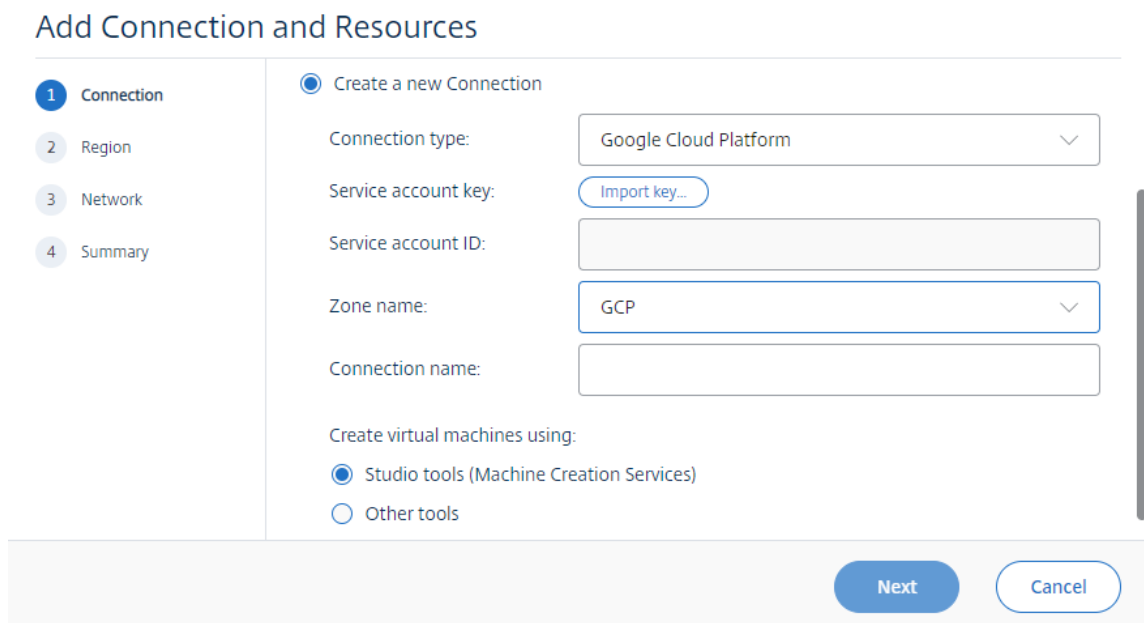 Add Connection and Resources
1 Connection
2 Region
3 Network
4 Summary
Create a new Connection
Connection type: Google Cloud Platform
Service account key: Import key...
Service account ID:
Zone name: GCP
Connection name:
Create virtual machines using:
Studio tools (Machine Creation Services)
Other tools
Next Cancel